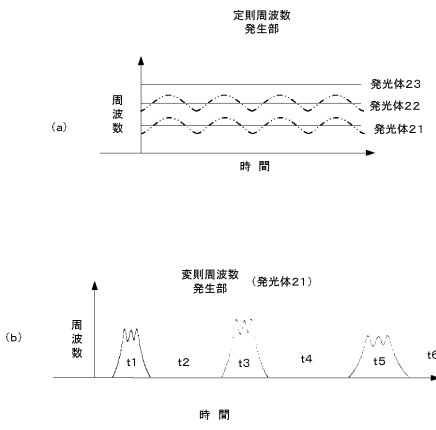 定則周波数
発生部
発光体23
発光体22
発光体21
周波数
(a)
時 間
変則周波数
発生部
(発光体21)
周波数
(b)
t1
t2
t3
t4
t5
t6
時 間